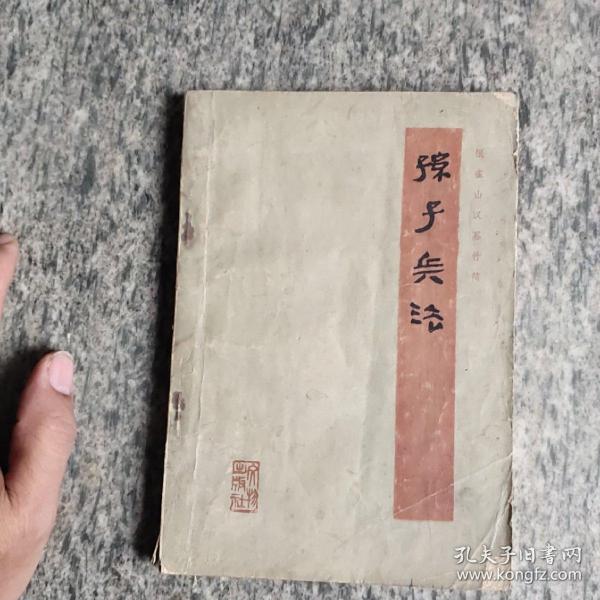 银雀山汉墓竹简
孫子兵法
文物
出版社
孔夫子旧书网
www.kongfz.com